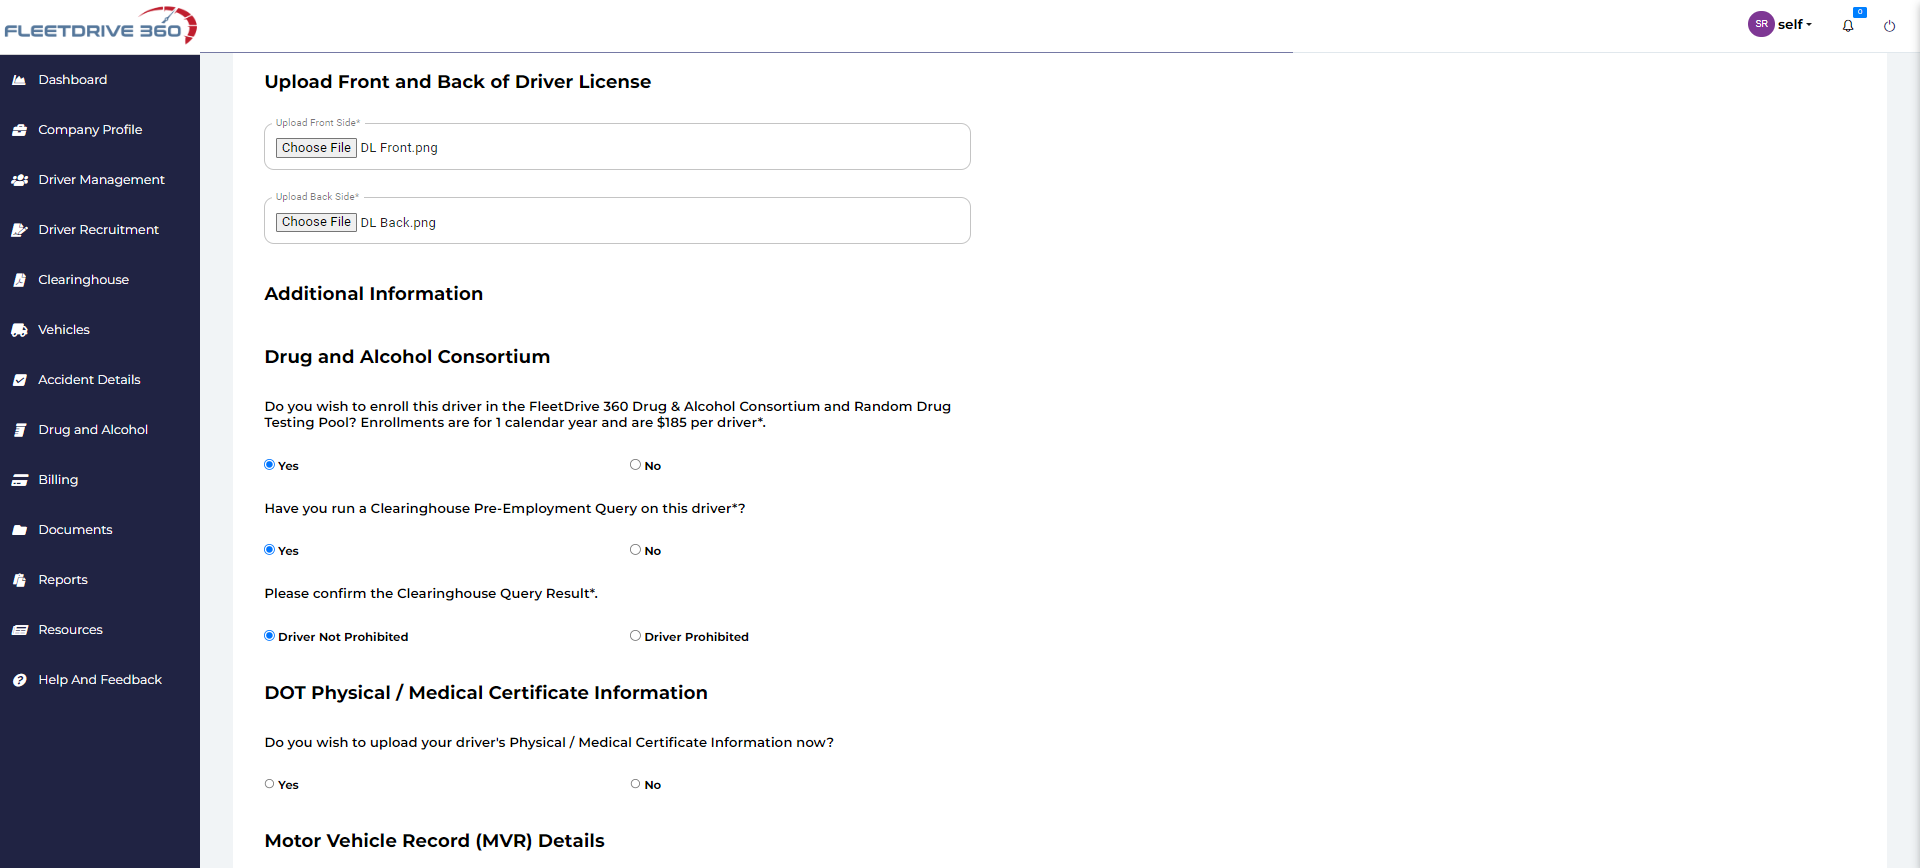 FLEETDRIVE 360
SR self
0
Dashboard
Company Profile
Driver Management
Driver Recruitment
Clearinghouse
Vehicles
Accident Details
Drug and Alcohol
Billing
Documents
Reports
Resources
Help And Feedback
Upload Front and Back of Driver License
Upload Front Side*
Choose File DL Front.png
Upload Back Side*
Choose File DL Back.png
Additional Information
Drug and Alcohol Consortium
Do you wish to enroll this driver in the FleetDrive 360 Drug & Alcohol Consortium and Random Drug
Testing Pool? Enrollments are for 1 calendar year and are $185 per driver*.
Yes No
Have you run a Clearinghouse Pre-Employment Query on this driver*?
Yes No
Please confirm the Clearinghouse Query Result*.
Driver Not Prohibited Driver Prohibited
DOT Physical / Medical Certificate Information
Do you wish to upload your driver's Physical / Medical Certificate Information now?
Yes No
Motor Vehicle Record (MVR) Details